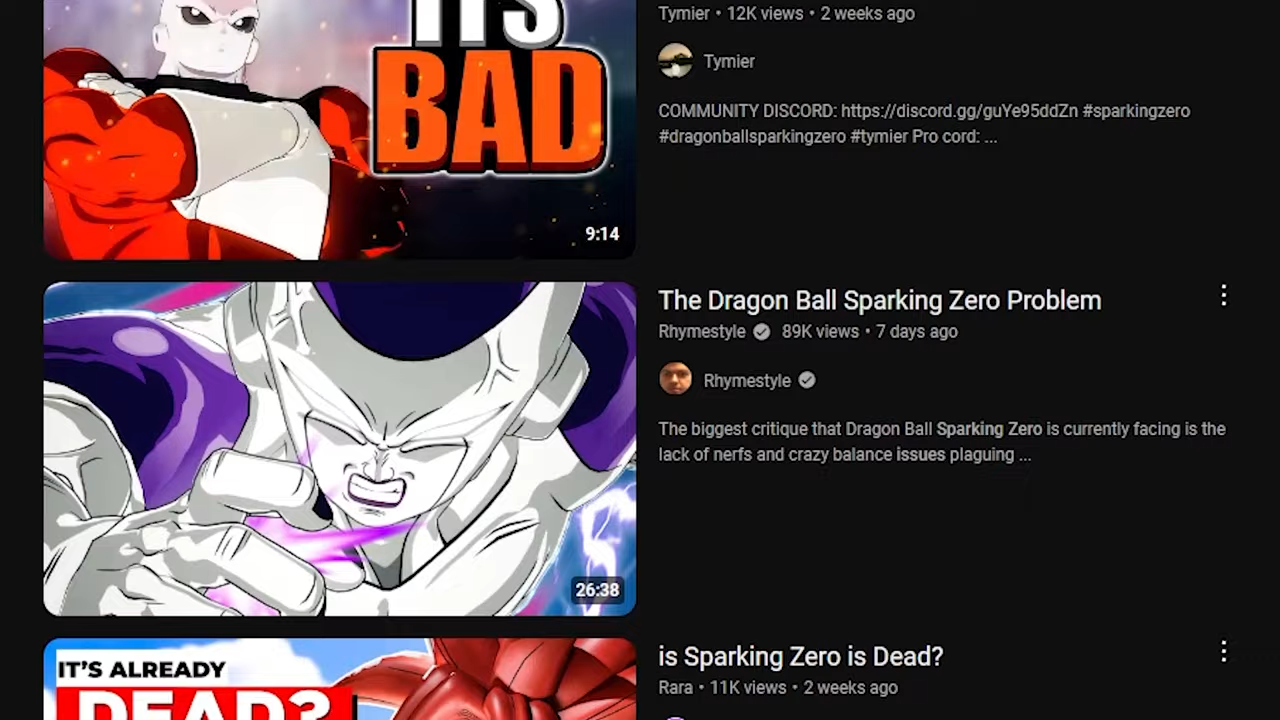 ITS
BAD
9:14
Tymier • 12K views • 2 weeks ago
Tymier
COMMUNITY DISCORD: https://discord.gg/guYe95ddZn #sparkingzero
#dragonballsparkingzero #tymier Pro cord: ...
26:38
The Dragon Ball Sparking Zero Problem
Rhymestyle 89K views • 7 days ago
Rhymestyle
The biggest critique that Dragon Ball Sparking Zero is currently facing is the
lack of nerfs and crazy balance issues plaguing ...
IT'S ALREADY
DEAD?
is Sparking Zero is Dead?
Rara • 11K views • 2 weeks ago